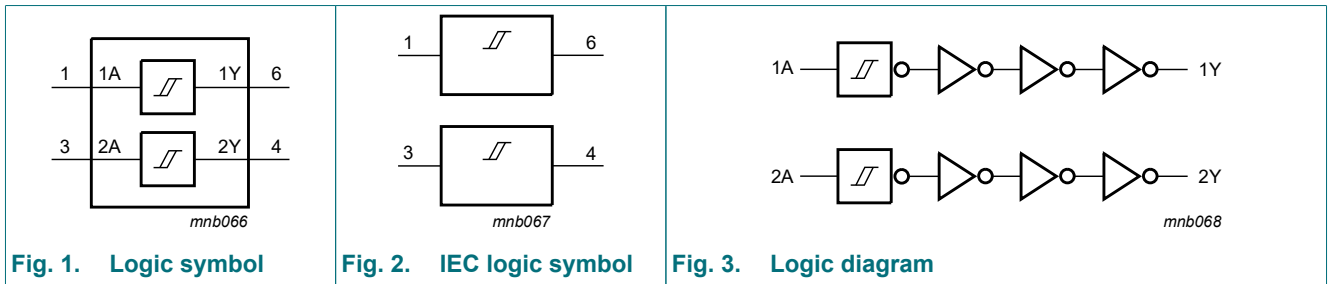 1 1A 1Y 6
3 2A 2Y 4
mnb066
Fig. 1. Logic symbol
1 6
3 4
mnb067
Fig. 2. IEC logic symbol
1A 1Y
2A 2Y
mnb068
Fig. 3. Logic diagram